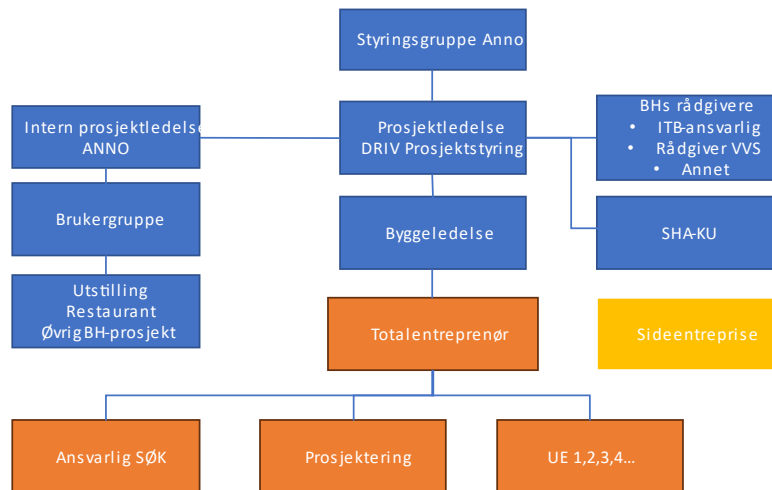 Styringsgruppe Anno
Intern prosjektledelse
ANNO
Prosjektledelse
DRIV Prosjektstyring
BHs rådgivere
• ITB-ansvarlig
• Rådgiver VVS
• Annet
Brukergruppe
Byggeledelse
SHA-KU
Utstilling
Restaurant
Øvrig BH-prosjekt
Totalentreprenør
Sideentreprise
Ansvarlig SØK
Prosjektering
UE 1,2,3,4...